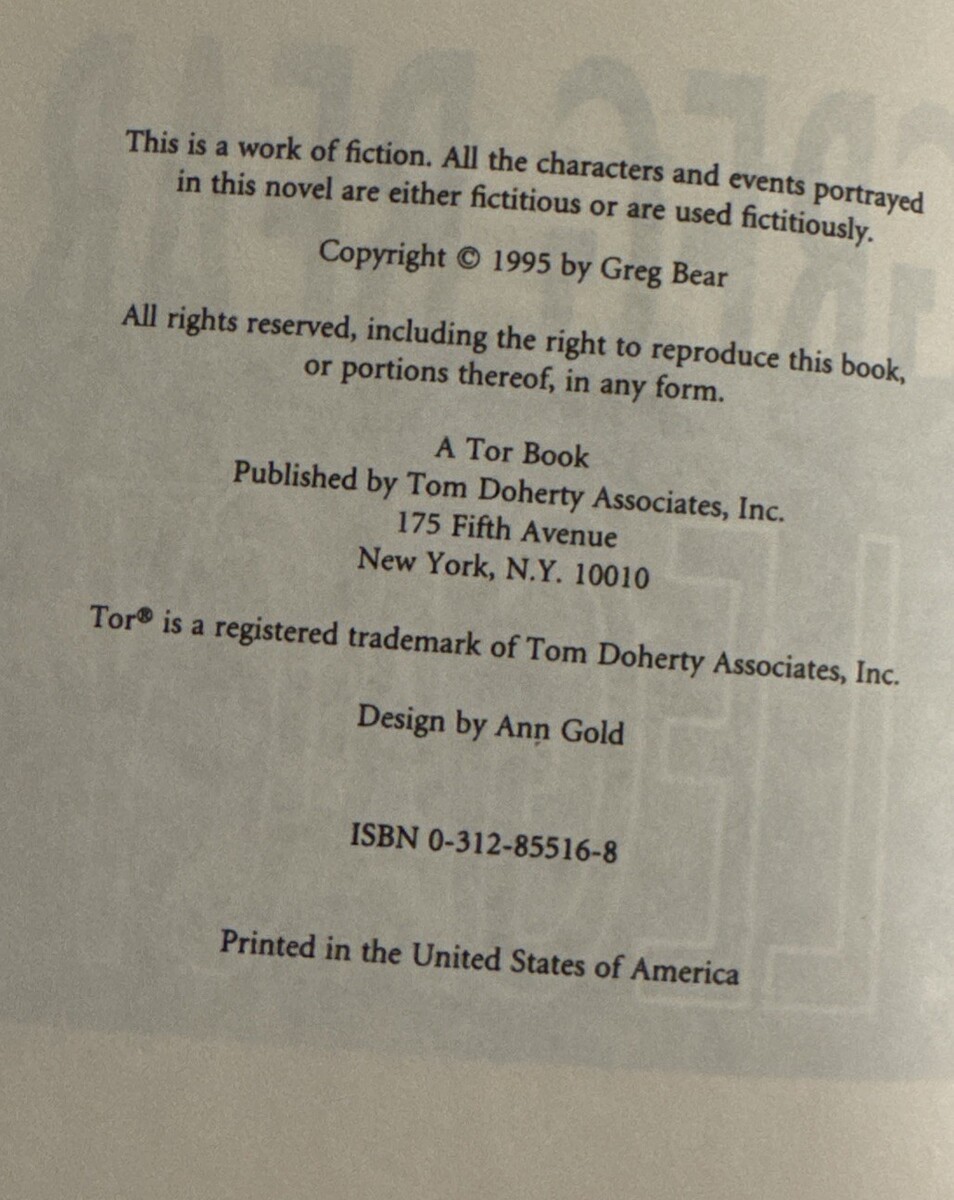 This is a work of fiction. All the characters and events portrayed
in this novel are either fictitious or are used fictitiously.
Copyright © 1995 by Greg Bear
All rights reserved, including the right to reproduce this book,
or portions thereof, in any form.
A Tor Book
Published by Tom Doherty Associates, Inc.
175 Fifth Avenue
New York, N.Y. 10010
Tor® is a registered trademark of Tom Doherty Associates, Inc.
Design by Ann Gold
ISBN 0-312-85516-8
Printed in the United States of America